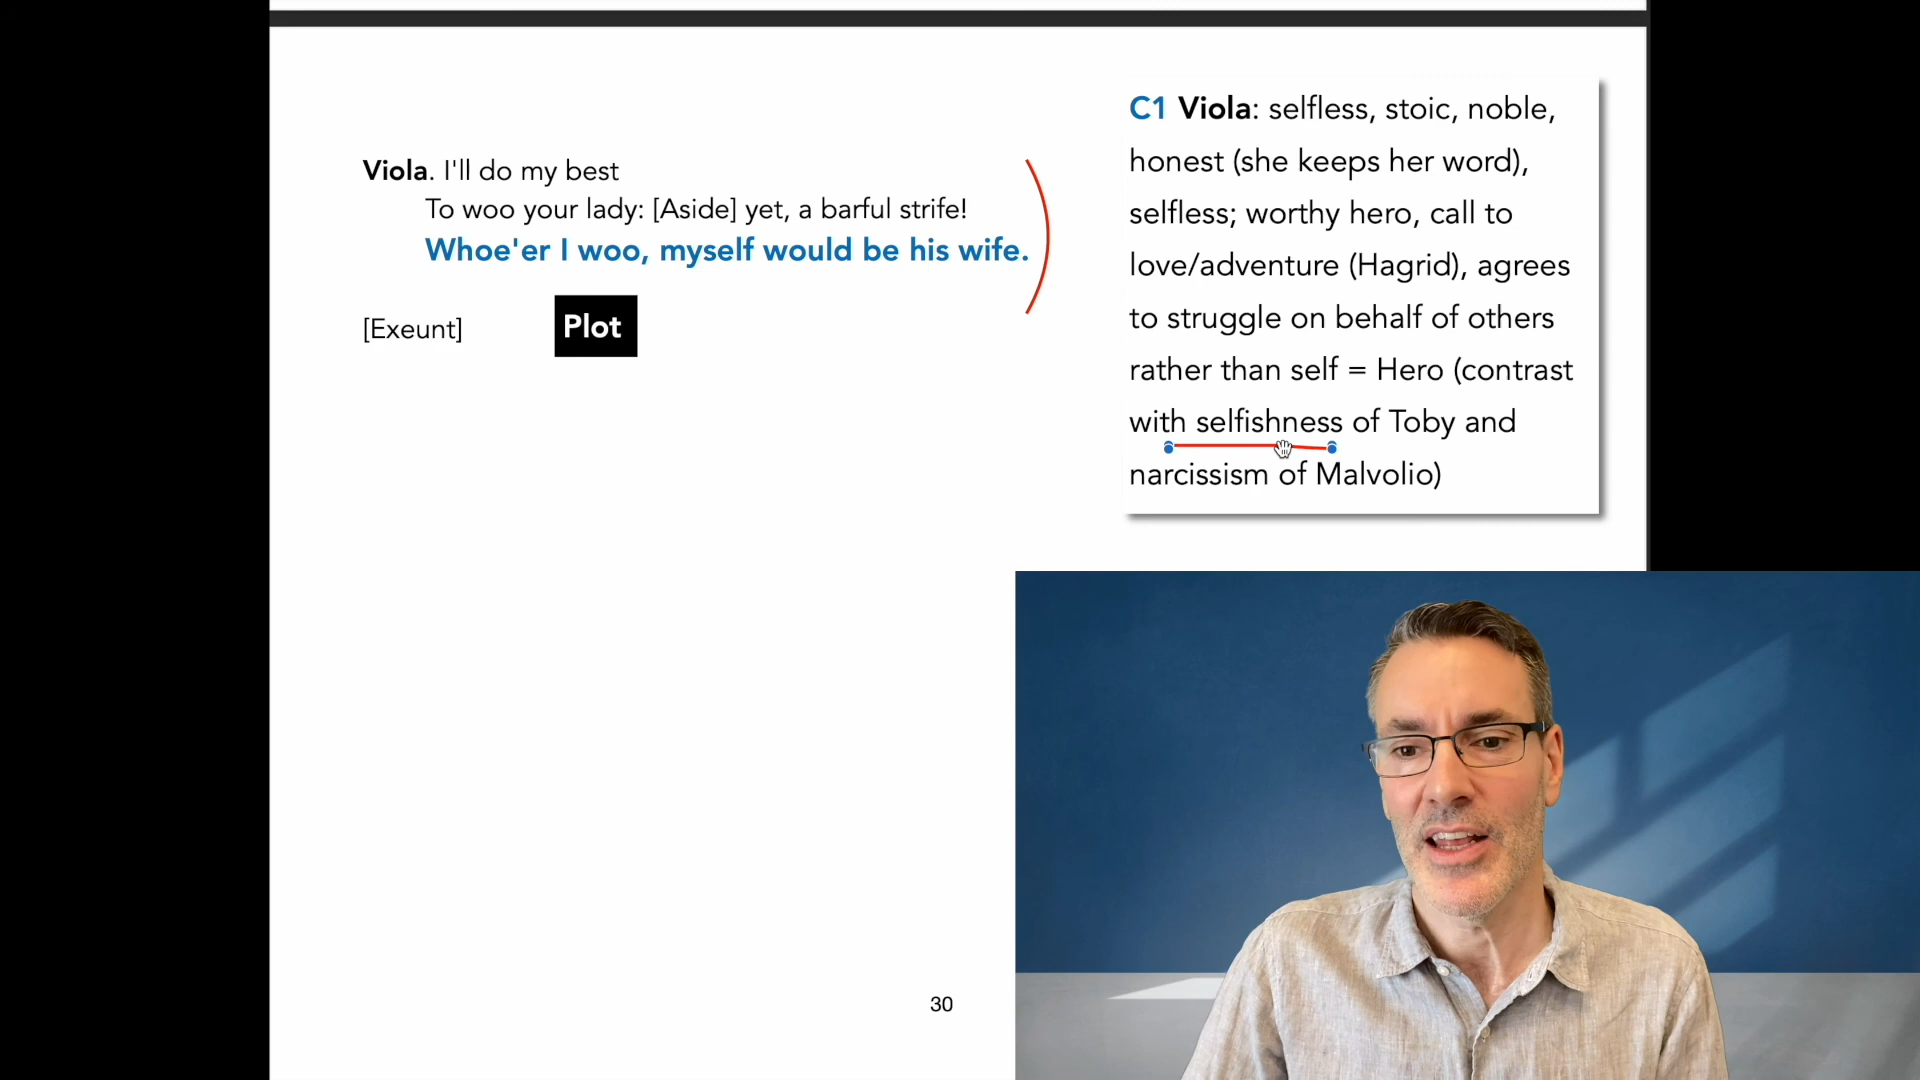 Viola. I'll do my best
To woo your lady: [Aside] yet, a barful strife!
Whoe'er I woo, myself would be his wife.
[Exeunt]
Plot
C1 Viola: selfless, stoic, noble,
honest (she keeps her word),
selfless; worthy hero, call to
love/adventure (Hagrid), agrees
to struggle on behalf of others
rather than self = Hero (contrast
with selfishness of Toby and
narcissism of Malvolio)
30